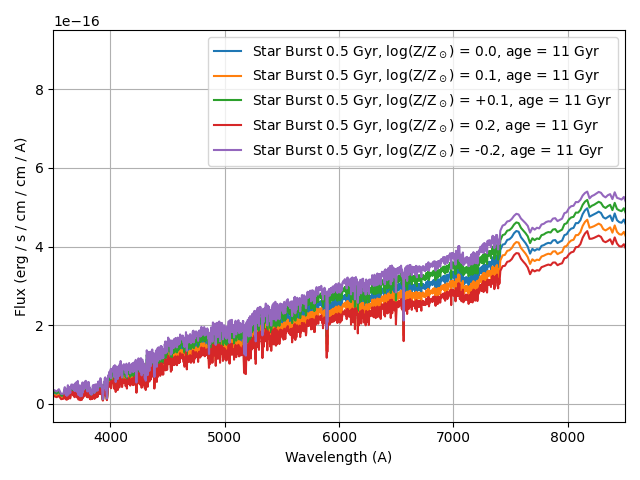 1e−16
Star Burst 0.5 Gyr, log(Z/Z⊙) = 0.0, age = 11 Gyr
Star Burst 0.5 Gyr, log(Z/Z⊙) = 0.1, age = 11 Gyr
Star Burst 0.5 Gyr, log(Z/Z⊙) = +0.1, age = 11 Gyr
Star Burst 0.5 Gyr, log(Z/Z⊙) = 0.2, age = 11 Gyr
Star Burst 0.5 Gyr, log(Z/Z⊙) = -0.2, age = 11 Gyr
Flux (erg / s / cm / cm / A)
8
6
4
2
0
4000 5000 6000 7000 8000
Wavelength (A)